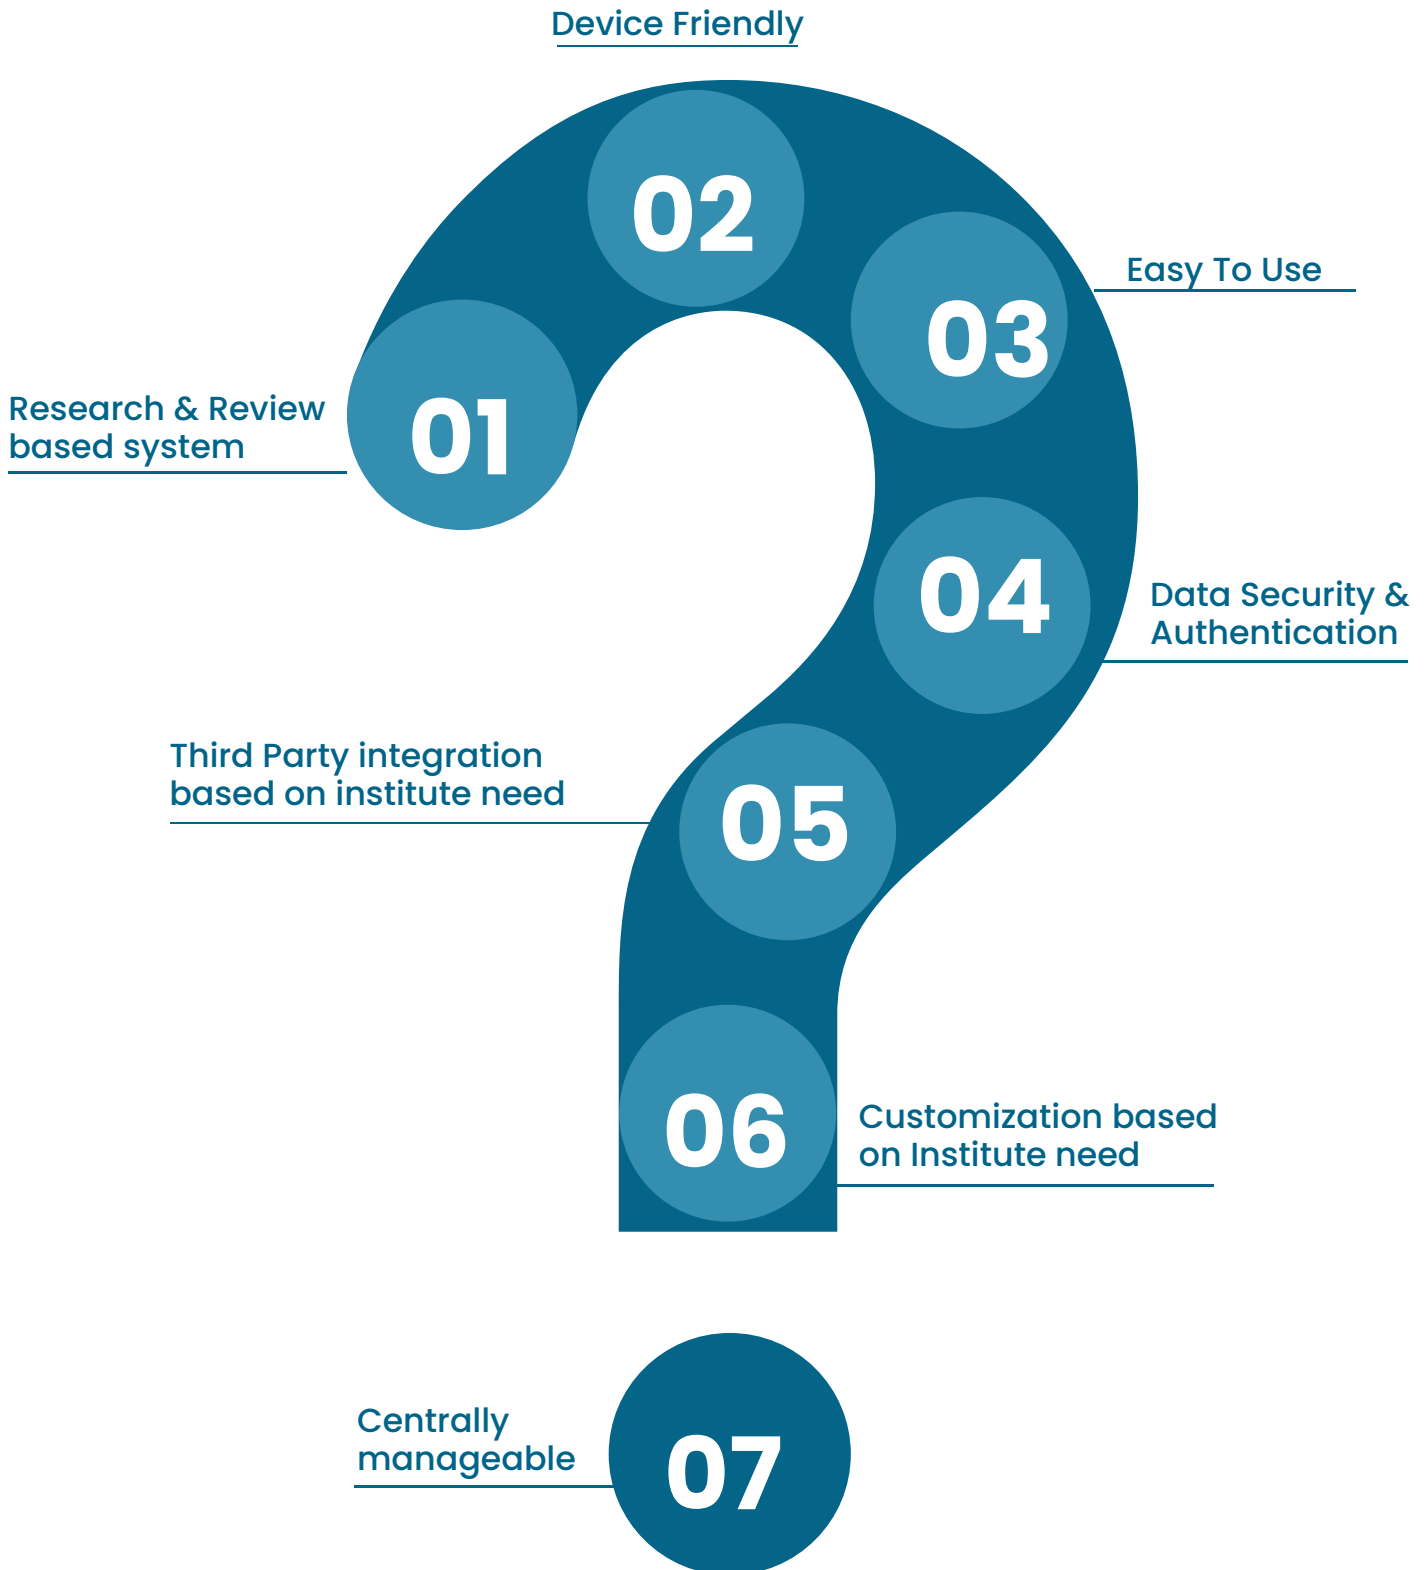 Device Friendly
02
03
Easy To Use
01
Research & Review
based system
04
Data Security &
Authentication
Third Party integration
based on institute need
05
06
Customization based
on Institute need
Centrally
manageable
07